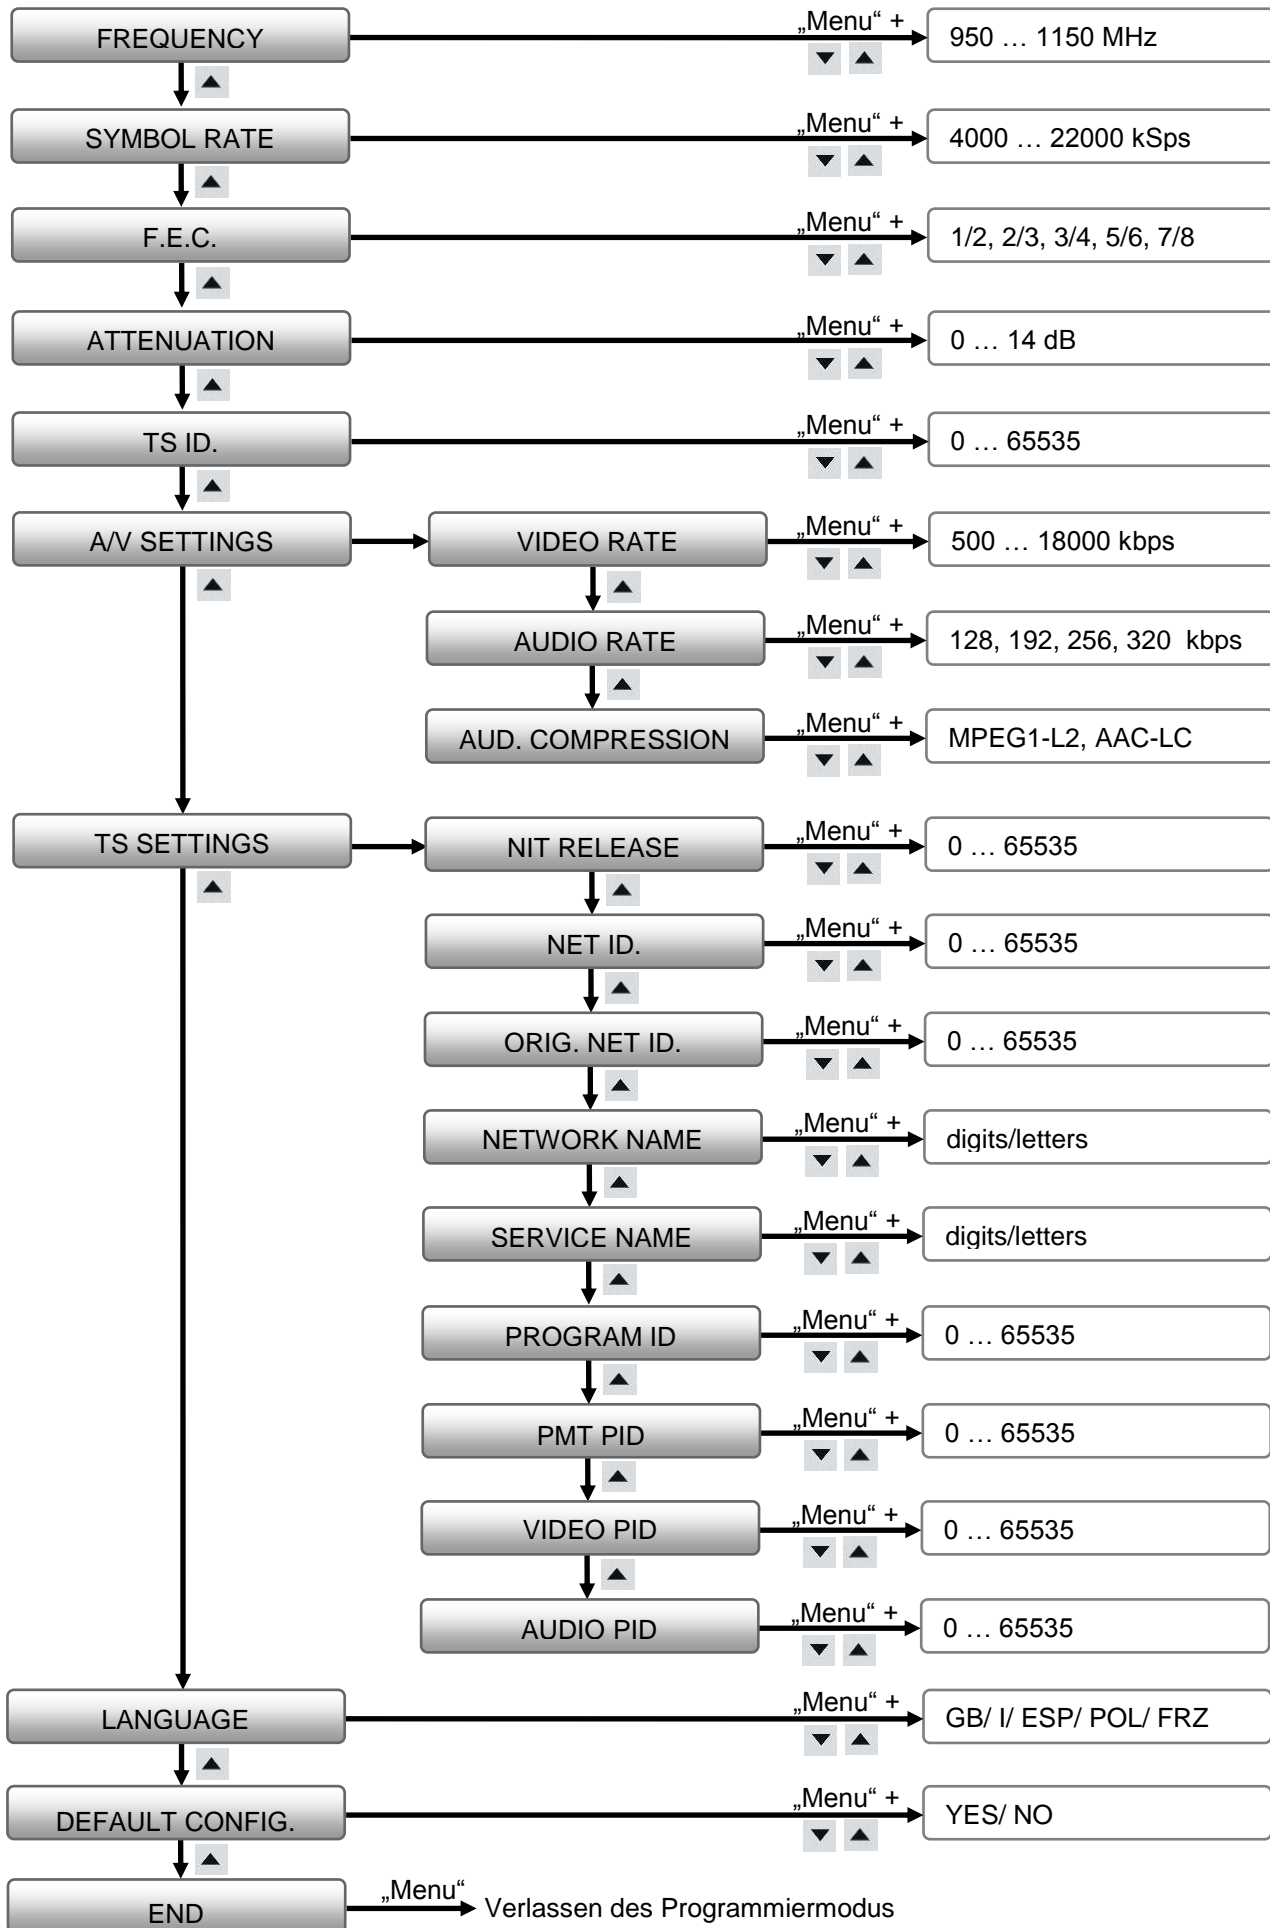 FREQUENCY „Menu“ + 950 … 1150 MHz
SYMBOL RATE „Menu“ + 4000 … 22000 kSps
F.E.C. „Menu“ + 1/2, 2/3, 3/4, 5/6, 7/8
ATTENUATION „Menu“ + 0 … 14 dB
TS ID. „Menu“ + 0 … 65535
A/V SETTINGS VIDEO RATE „Menu“ + 500 … 18000 kbps
AUDIO RATE „Menu“ + 128, 192, 256, 320 kbps
AUD. COMPRESSION „Menu“ + MPEG1-L2, AAC-LC
TS SETTINGS NIT RELEASE „Menu“ + 0 … 65535
NET ID. „Menu“ + 0 … 65535
ORIG. NET ID. „Menu“ + 0 … 65535
NETWORK NAME „Menu“ + digits/letters
SERVICE NAME „Menu“ + digits/letters
PROGRAM ID „Menu“ + 0 … 65535
PMT PID „Menu“ + 0 … 65535
VIDEO PID „Menu“ + 0 … 65535
AUDIO PID „Menu“ + 0 … 65535
LANGUAGE „Menu“ + GB/ I/ ESP/ POL/ FRZ
DEFAULT CONFIG. „Menu“ + YES/ NO
END „Menu“ Verlassen des Programmiermodus